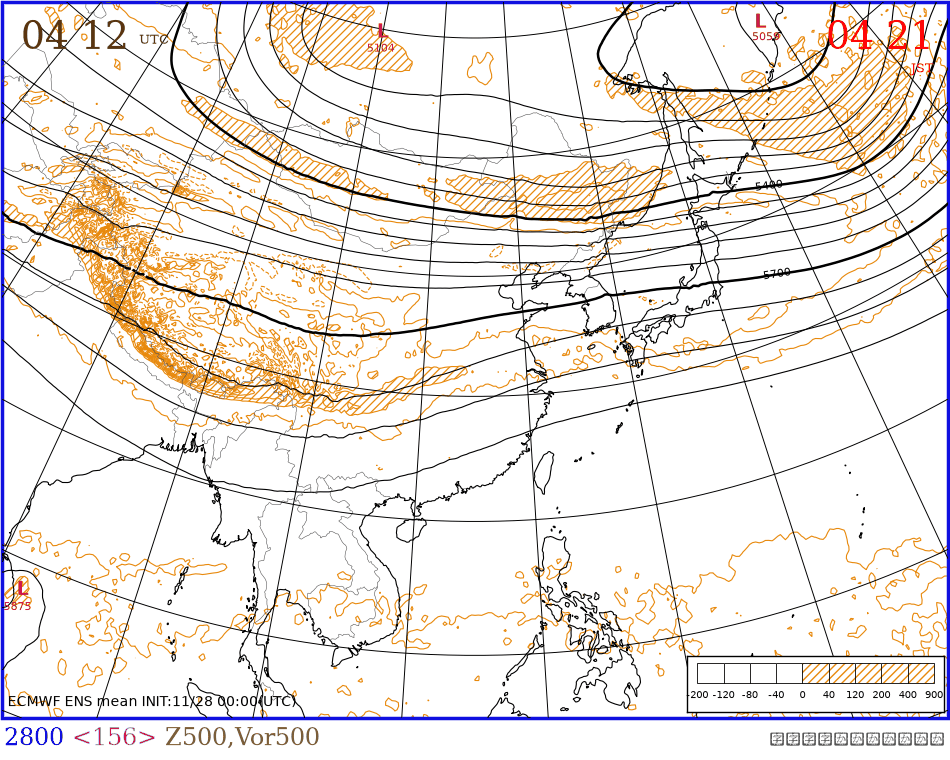 04 12 UTC
04 21
JST
L
5104
L
5059
5400
5700
L
5875
ECMWF ENS mean INIT:11/28 00:00(UTC)
-200 -120 -80 -40 0 40 120 200 400 900
2800 <156> Z500,Vor500